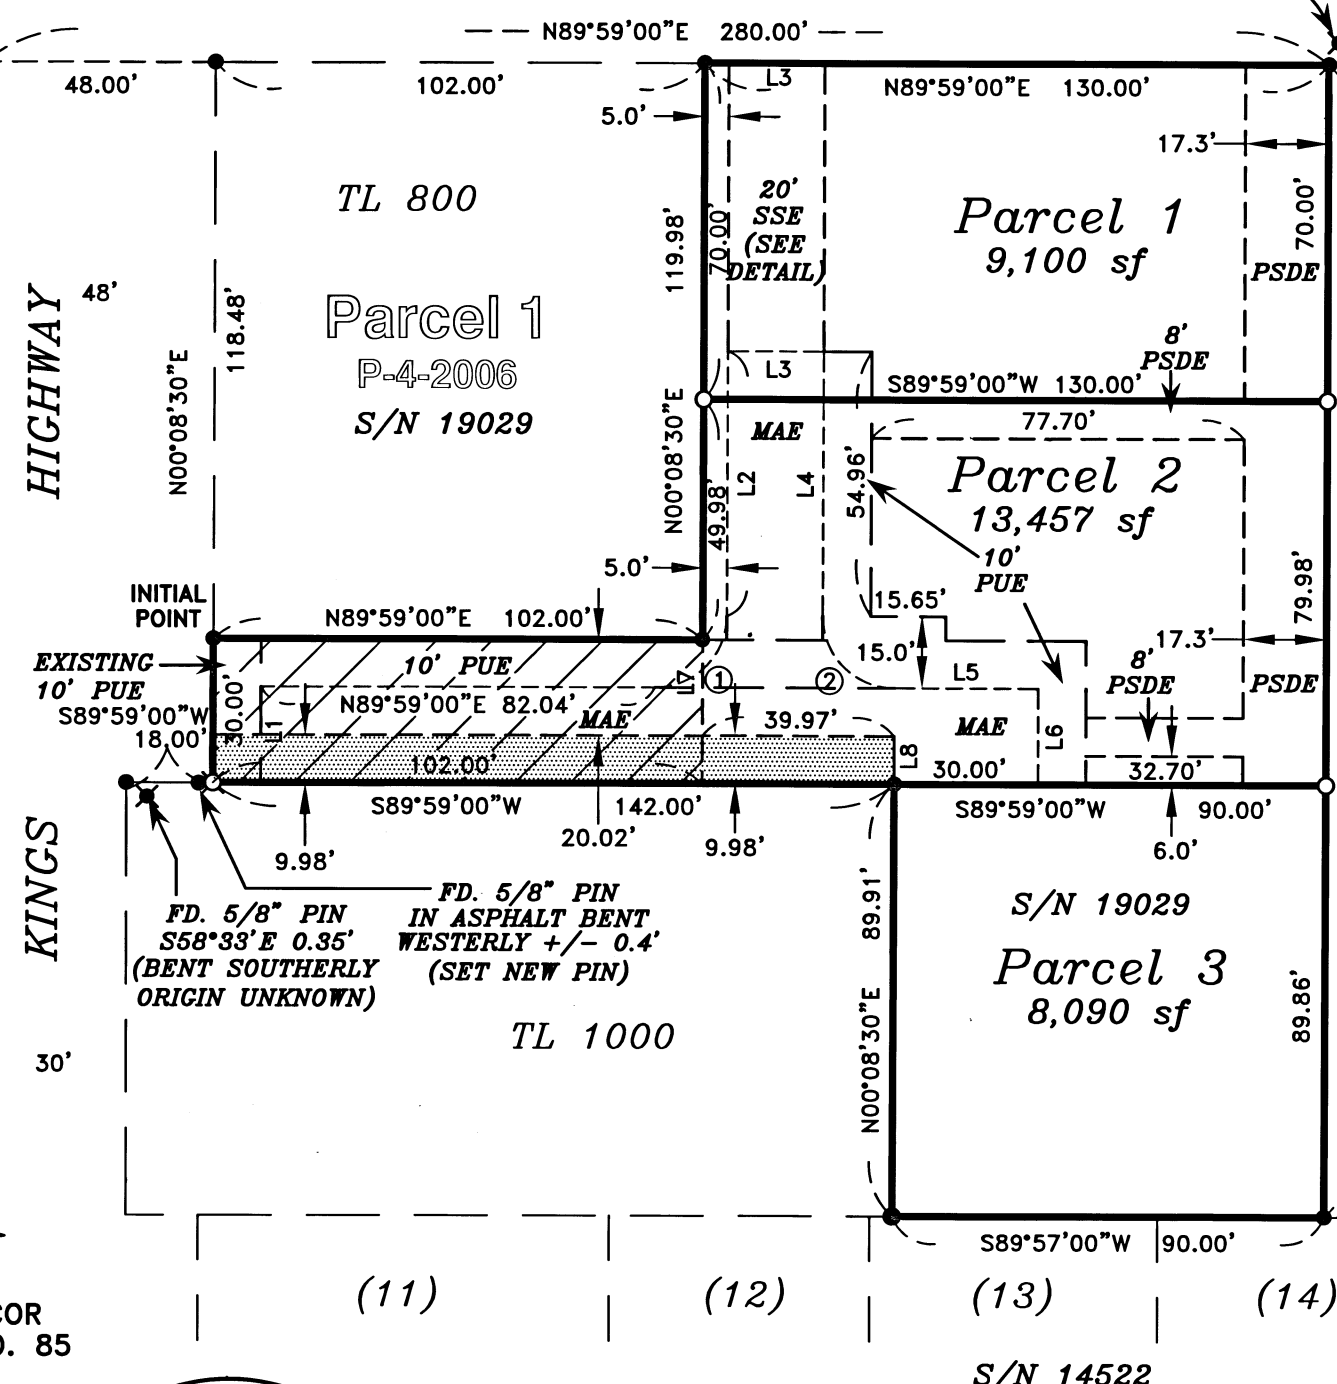 N89°59'00"E 280.00'
48.00'
102.00'
L3
N89°59'00"E 130.00'
5.0'
17.3'
TL 800
20'
SSE
(SEE
DETAIL)
Parcel 1
9,100 sf
70.00'
PSDE
119.98'
70.00'
HIGHWAY
48'
118.48'
N00°08'30"E
Parcel 1
P-4-2006
S/N 19029
L3
8'
PSDE
S89°59'00"W 130.00'
77.70'
MAE
N00°08'30"E
49.98'
L2
L4
54.96'
Parcel 2
13,457 sf
10'
PUE
5.0'
79.98'
INITIAL
POINT
N89°59'00"E 102.00'
15.65'
15.0'
17.3'
EXISTING
10' PUE
10' PUE
L7
1
2
L5
8'
PSDE
PSDE
S89°59'00"W
18.00'
30.00'
L1
N89°59'00"E 82.04'
MAE
39.97'
MAE
L6
L8
102.00'
30.00'
32.70'
S89°59'00"W 142.00'
S89°59'00"W 90.00'
9.98'
20.02'
9.98'
6.0'
KINGS
FD. 5/8" PIN
S58°33'E 0.35'
(BENT SOUTHERLY
ORIGIN UNKNOWN)
FD. 5/8" PIN
IN ASPHALT BENT
WESTERLY +/- 0.4'
(SET NEW PIN)
89.91'
S/N 19029
Parcel 3
8,090 sf
89.86'
N00°08'30"E
TL 1000
30'
S89°57'00"W 90.00'
(11)
(12)
(13)
(14)
COR
85
S/N 14522